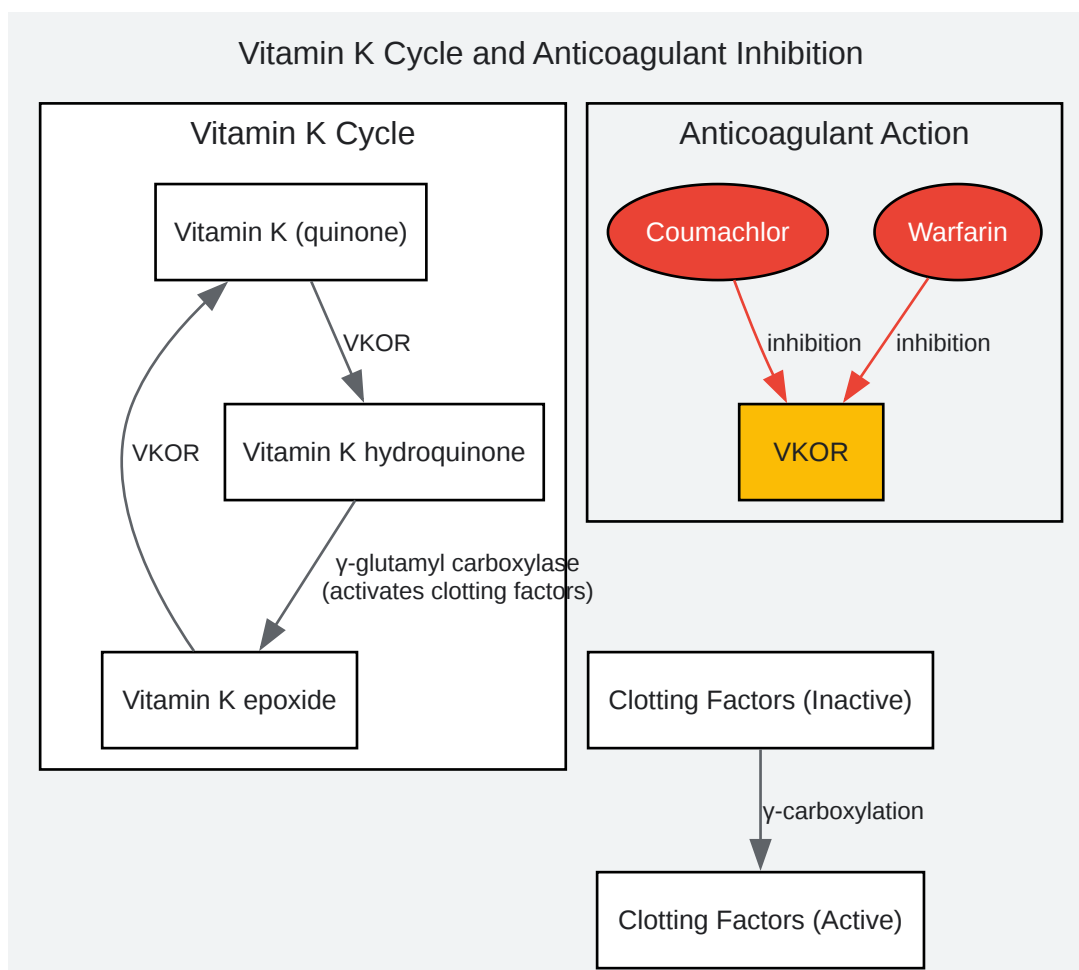 Vitamin K Cycle and Anticoagulant Inhibition
Vitamin K Cycle
Vitamin K (quinone)
VKOR
Vitamin K hydroquinone
VKOR
γ-glutamyl carboxylase
(activates clotting factors)
Vitamin K epoxide
Anticoagulant Action
Coumachlor
Warfarin
inhibition
inhibition
VKOR
Clotting Factors (Inactive)
γ-carboxylation
Clotting Factors (Active)